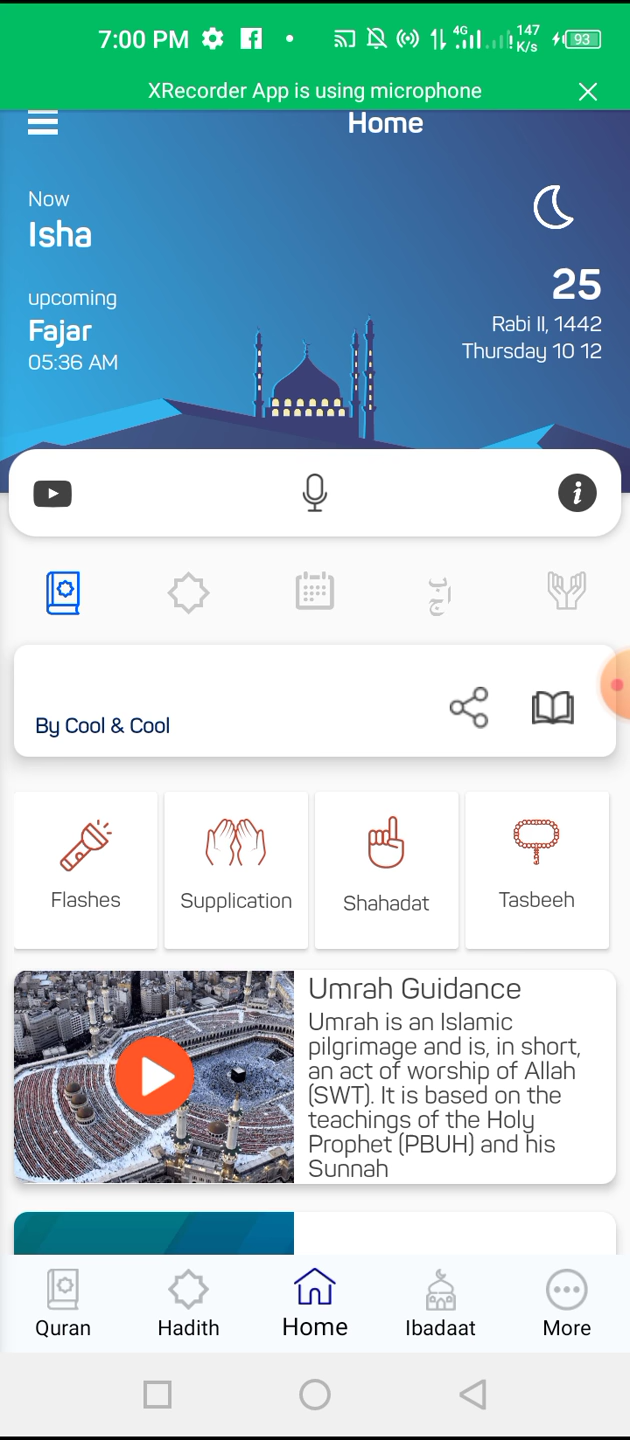 7:00 PM
4G
147 K/s
93
XRecorder App is using microphone
Home
Now
Isha
25
upcoming
Fajar
Rabi II, 1442
05:36 AM
Thursday 10 12
اب
ج
By Cool & Cool
Flashes
Supplication
Shahadat
Tasbeeh
Umrah Guidance
Umrah is an Islamic
pilgrimage and is, in short,
an act of worship of Allah
(SWT). It is based on the
teachings of the Holy
Prophet (PBUH) and his
Sunnah
Quran
Hadith
Home
Ibadaat
More